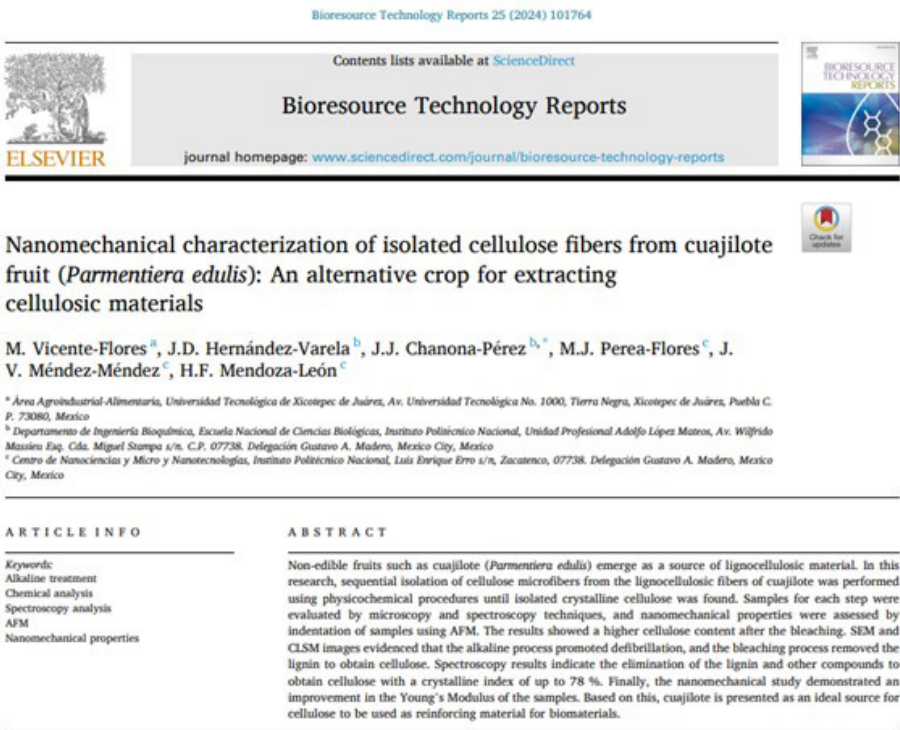 Bioresource Technology Reports 25 (2024) 101764
Contents lists available at ScienceDirect
Bioresource Technology Reports
journal homepage: www.sciencedirect.com/journal/bioresource-technology-reports
ELSEVIER
BIORESOURCE
TECHNOLOGY
REPORTS
Check for
updates
Nanomechanical characterization of isolated cellulose fibers from cuajilote
fruit (Parmentiera edulis): An alternative crop for extracting
cellulosic materials
M. Vicente-Flores a, J.D. Hernández-Varela b, J.J. Chanona-Pérez b,*, M.J. Perea-Flores c, J.
V. Méndez-Méndez c, H.F. Mendoza-León c
a Área Agroindustrial-Alimentaria, Universidad Tecnológica de Xicotepec de Juárez, Av. Universidad Tecnológica No. 1000, Tierra Negra, Xicotepec de Juárez, Puebla C.
P. 73080, Mexico
b Departamento de Ingeniería Bioquímica, Escuela Nacional de Ciencias Biológicas, Instituto Politécnico Nacional, Unidad Profesional Adolfo López Mateos, Av. Wilfrido
Massieu Esq. Cda. Miguel Stampa s/n. C.P. 07738. Delegación Gustavo A. Madero, Mexico City, Mexico
c Centro de Nanociencias y Micro y Nanotecnologías, Instituto Politécnico Nacional, Luis Enrique Erro s/n, Zacatenco, 07738. Delegación Gustavo A. Madero, Mexico
City, Mexico
ARTICLE INFO
Keywords:
Alkaline treatment
Chemical analysis
Spectroscopy analysis
AFM
Nanomechanical properties
ABSTRACT
Non-edible fruits such as cuajilote (Parmentiera edulis) emerge as a source of lignocellulosic material. In this
research, sequential isolation of cellulose microfibers from the lignocellulosic fibers of cuajilote was performed
using physicochemical procedures until isolated crystalline cellulose was found. Samples for each step were
evaluated by microscopy and spectroscopy techniques, and nanomechanical properties were assessed by
indentation of samples using AFM. The results showed a higher cellulose content after the bleaching. SEM and
CLSM images evidenced that the alkaline process promoted defibrillation, and the bleaching process removed the
lignin to obtain cellulose. Spectroscopy results indicate the elimination of the lignin and other compounds to
obtain cellulose with a crystalline index of up to 78 %. Finally, the nanomechanical study demonstrated an
improvement in the Young's Modulus of the samples. Based on this, cuajilote is presented as an ideal source for
cellulose to be used as reinforcing material for biomaterials.